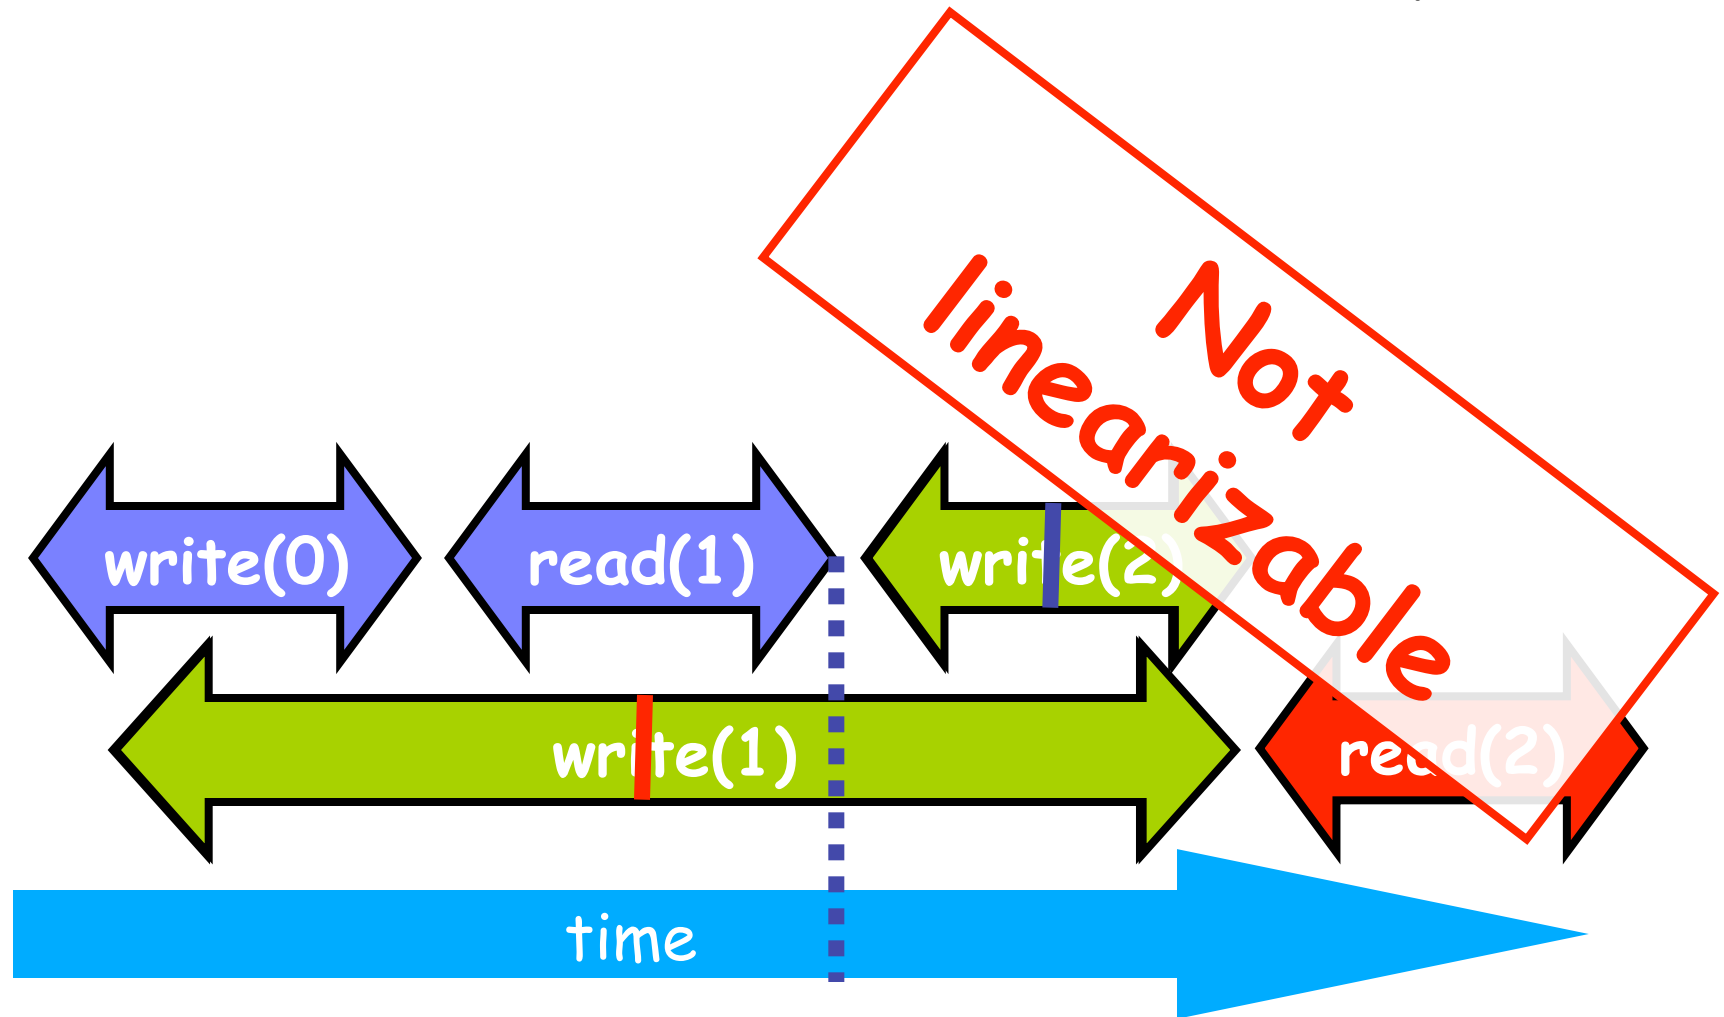 Not
linearizable
write(0)
read(1)
write(2)
write(1)
read(2)
time